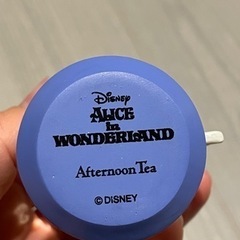 Disney
ALICE
in
WONDERLAND
Afternoon Tea
© DISNEY